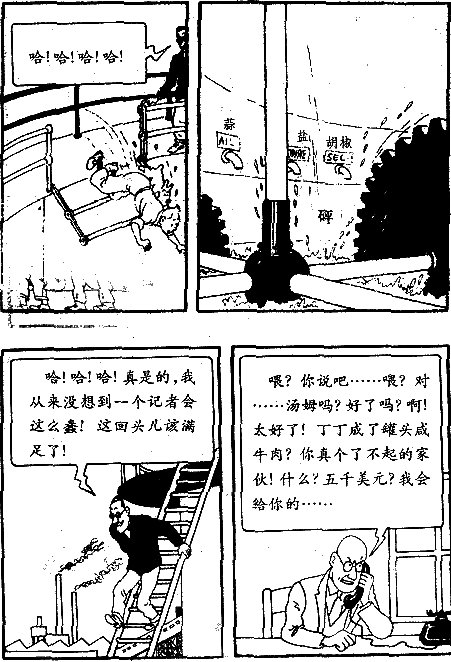 哈!哈!哈!哈!
蒜
AIL
盐
胡椒
SEL
砰
哈!哈!哈!真是的,我
从来没想到一个记者会
这么蠢!这回头儿该满
足了!
喂?你说吧……喂?对
……汤姆吗?好了吗?啊!
太好了!丁丁成了罐头咸
牛肉?你真个了不起的家
伙!什么?五千美元?我会
给你的……